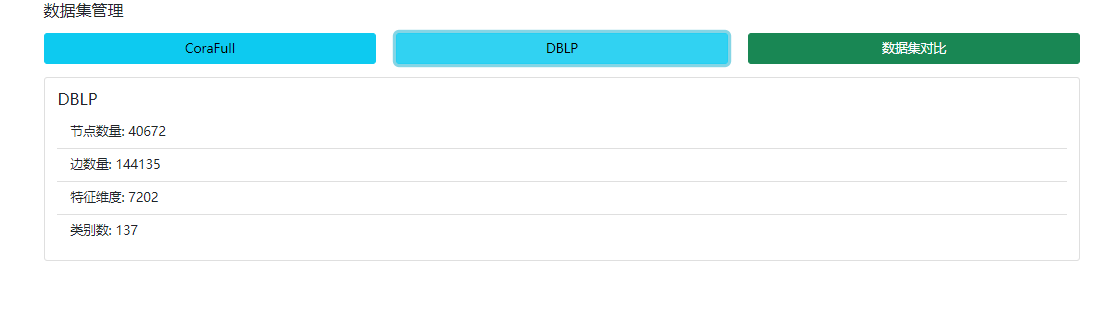 数据集管理
CoraFull
DBLP
数据集对比
DBLP
节点数量: 40672
边数量: 144135
特征维度: 7202
类别数: 137